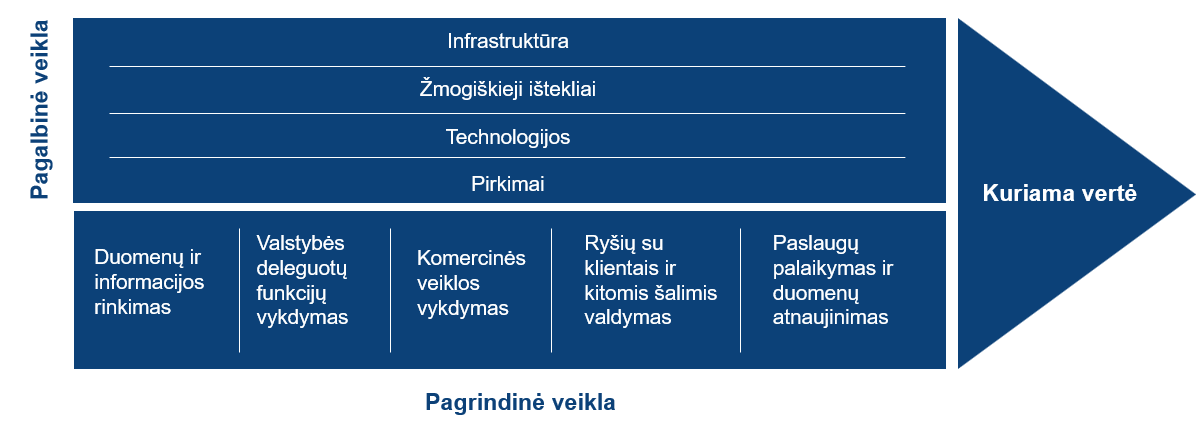 Pagalbinė veikla
Infrastruktūra
Žmogiškieji ištekliai
Technologijos
Pirkimai
Kuriama vertė
Duomenų ir
informacijos
rinkimas
Valstybės
deleguotų
funkcijų
vykdymas
Komercinės
veiklos
vykdymas
Ryšių su
klientais ir
kitomis šalimis
valdymas
Paslaugų
palaikymas ir
duomenų
atnaujinimas
Pagrindinė veikla